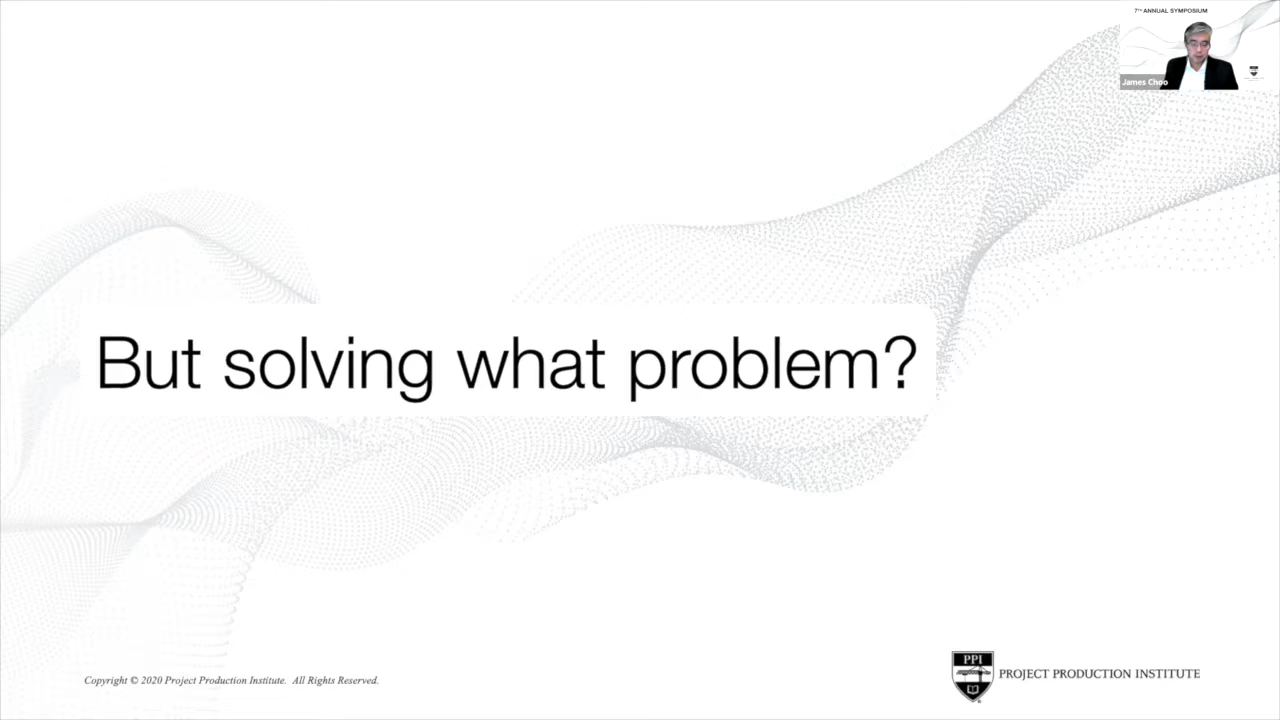 7TH ANNUAL SYMPOSIUM
James Choo
But solving what problem?
Copyright © 2020 Project Production Institute. All Rights Reserved.
PPI
PROJECT PRODUCTION INSTITUTE